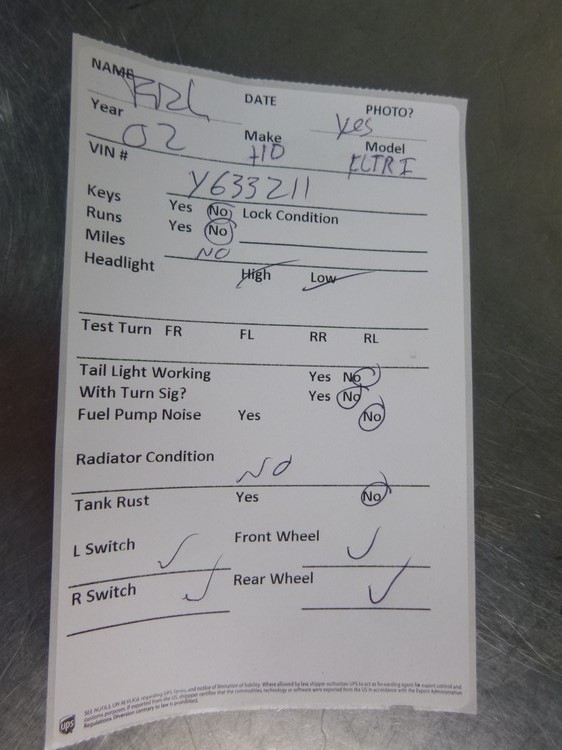 NAME DATE PHOTO?
Year 02 Make HD yes Model FLTRI
VIN # Y633211
Keys Yes No Lock Condition
Runs Yes No
Miles NO
Headlight High Low
Test Turn FR FL RR RL
Tail Light Working Yes No
With Turn Sig? Yes No
Fuel Pump Noise Yes No
Radiator Condition NO
Tank Rust Yes No
L Switch ✓ Front Wheel ✓
R Switch ✓ Rear Wheel ✓
ups